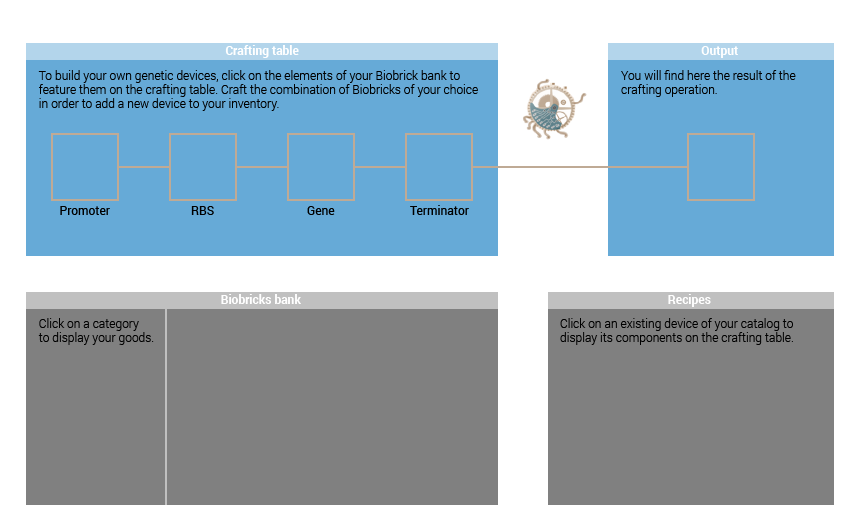 Crafting table
To build your own genetic devices, click on the elements of your Biobrick bank to
feature them on the crafting table. Craft the combination of Biobricks of your choice
in order to add a new device to your inventory.
Promoter
RBS
Gene
Terminator
Output
You will find here the result of the
crafting operation.
Biobricks bank
Click on a category
to display your goods.
Recipes
Click on an existing device of your catalog to
display its components on the crafting table.